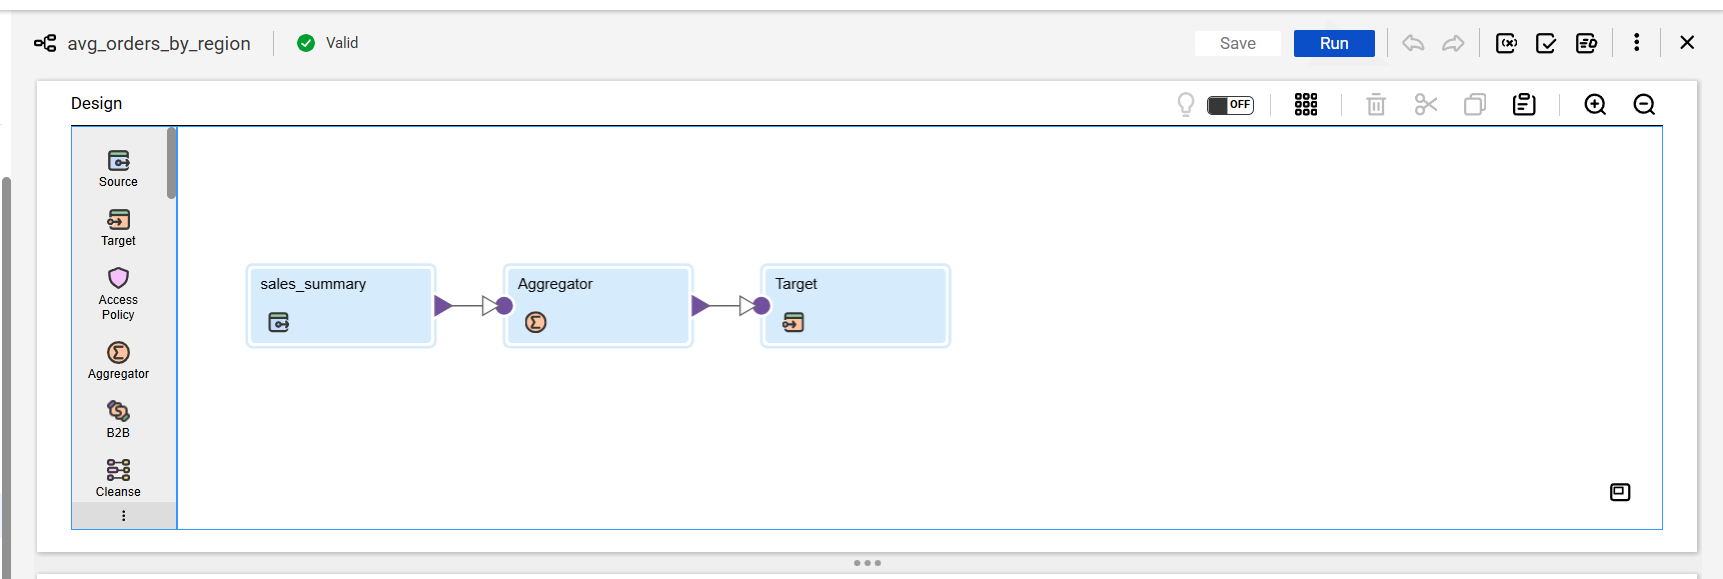 avg_orders_by_region
Valid
Save
Run
Design
OFF
Source
Target
Access
Policy
Aggregator
B2B
Cleanse
sales_summary
Aggregator
Target